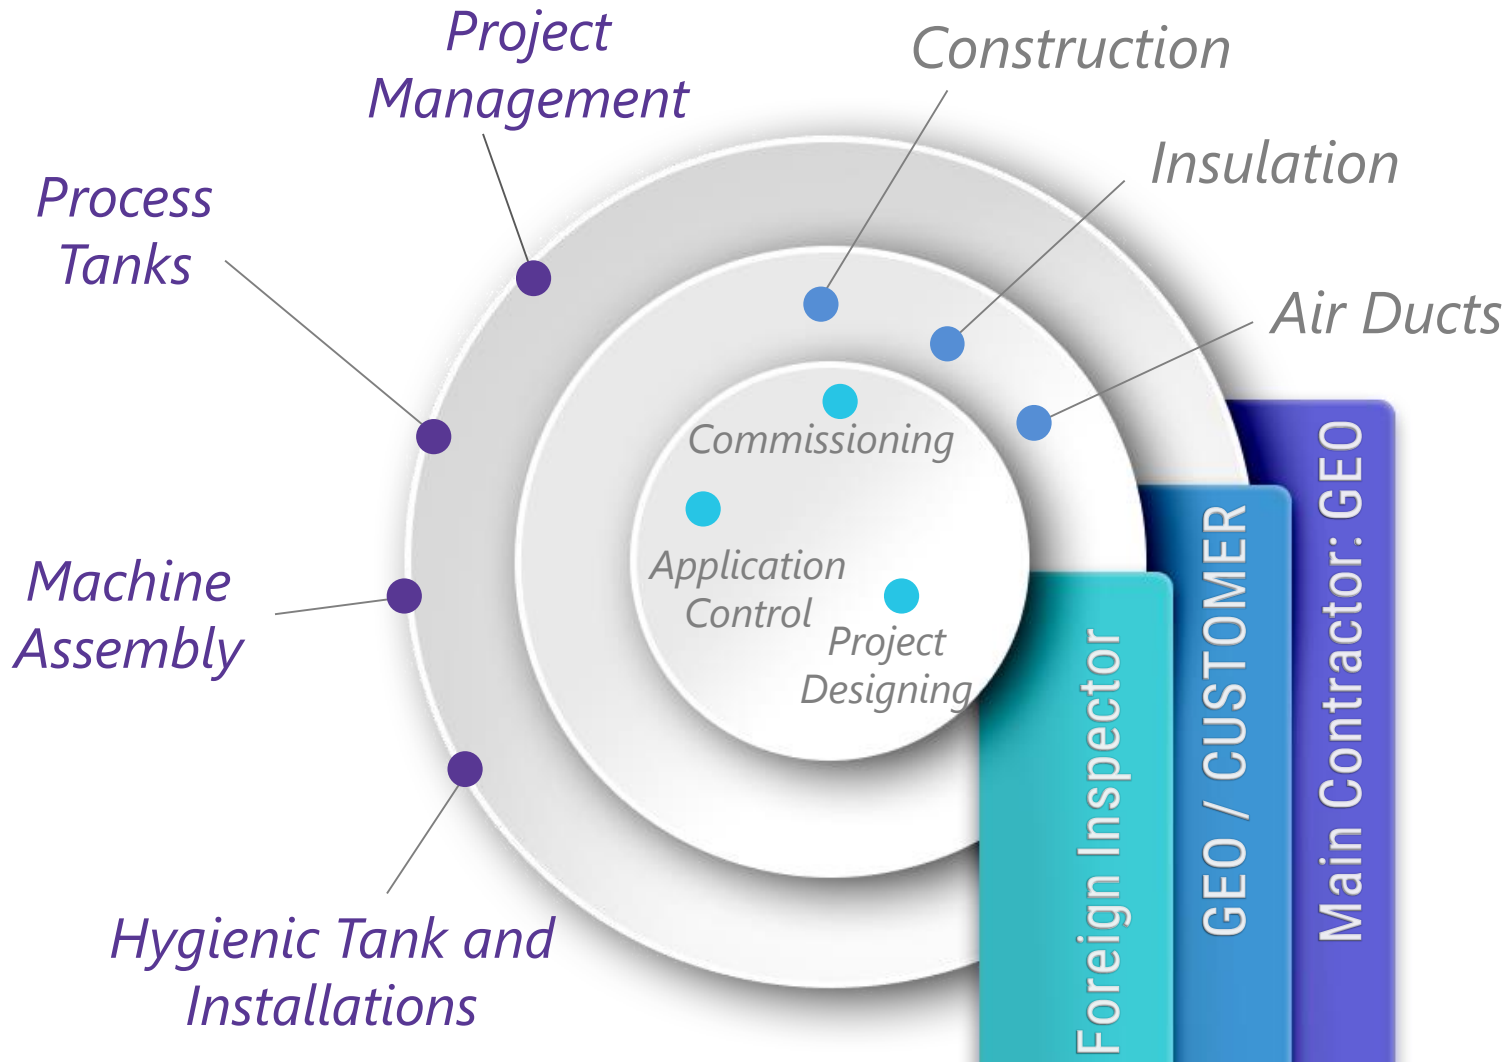 Project
Management
Construction
Insulation
Process
Tanks
Air Ducts
Commissioning
Application
Control
Project
Designing
Machine
Assembly
Hygienic Tank and
Installations
Foreign Inspector
GEO / CUSTOMER
Main Contractor: GEO